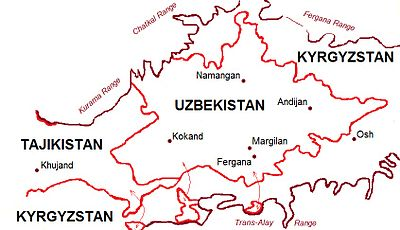 Chatkal Range
Fergana Range
KYRGYZSTAN
Kurama Range
Namangan
UZBEKISTAN
Andijan
TAJIKISTAN
Kokand
Margilan
Osh
Khujand
Fergana
KYRGYZSTAN
Trans-Alay Range